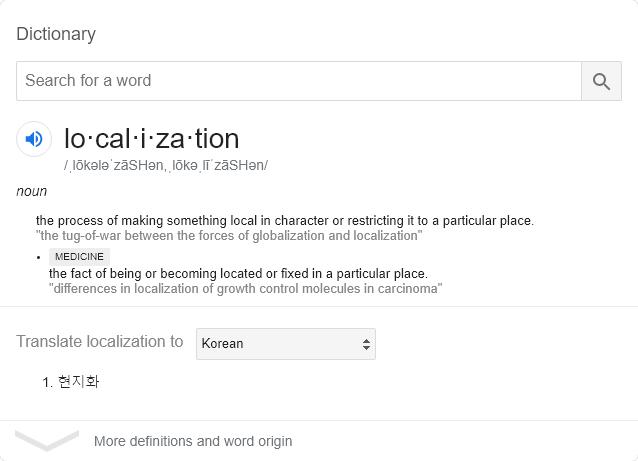 Dictionary
Search for a word
lo·cal·i·za·tion
/ˌlōkələˈzāSHən,ˌlōkəˌlīˈzāSHən/
noun
the process of making something local in character or restricting it to a particular place.
"the tug-of-war between the forces of globalization and localization"
• MEDICINE
the fact of being or becoming located or fixed in a particular place.
"differences in localization of growth control molecules in carcinoma"
Translate localization to Korean
1. 현지화
More definitions and word origin